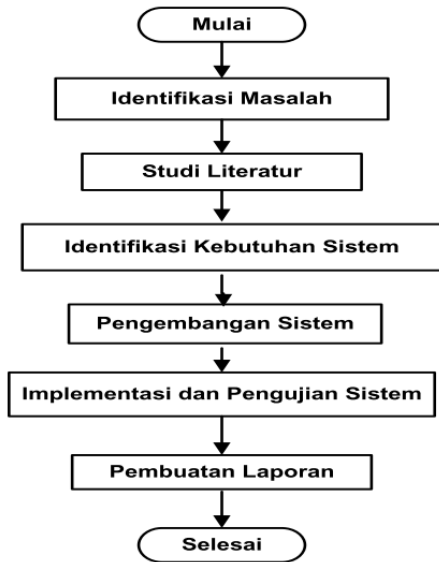 Mulai
Identifikasi Masalah
Studi Literatur
Identifikasi Kebutuhan Sistem
Pengembangan Sistem
Implementasi dan Pengujian Sistem
Pembuatan Laporan
Selesai